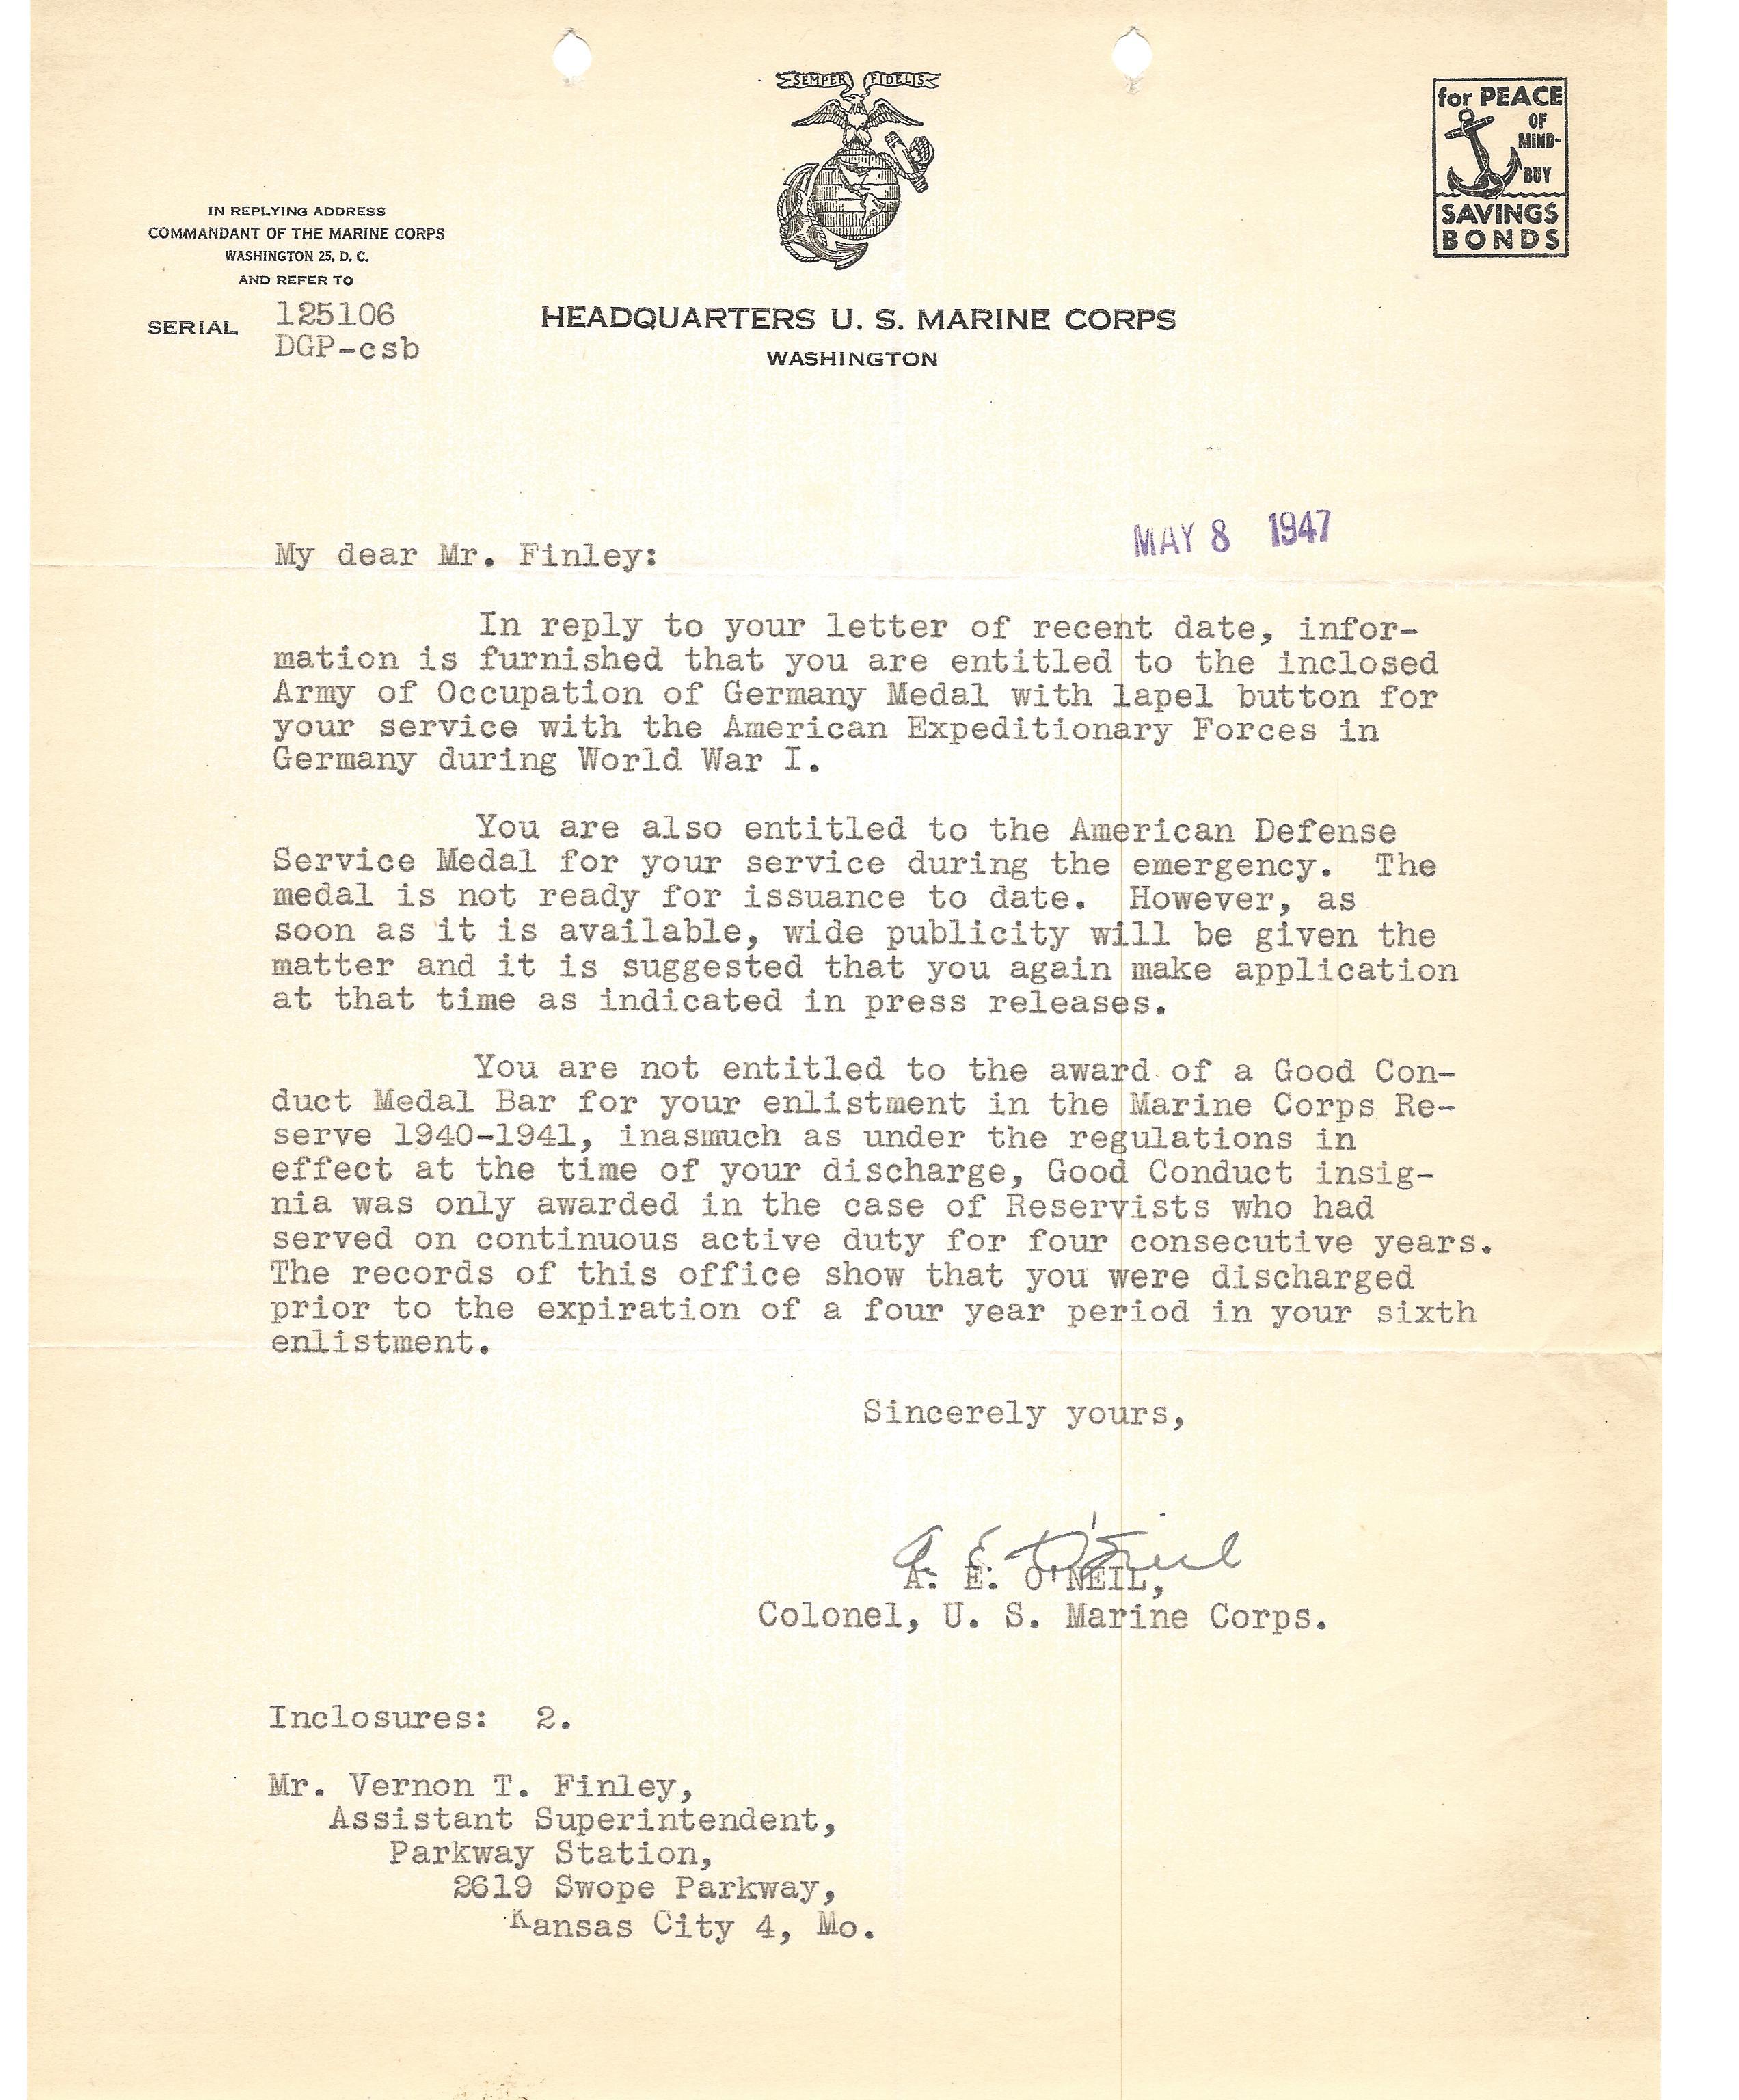 SEMPER FIDELIS
for PEACE
OF
MIND-
BUY
SAVINGS
BONDS
IN REPLYING ADDRESS
COMMANDANT OF THE MARINE CORPS
WASHINGTON 25, D. C.
AND REFER TO
SERIAL 125106
DGP-csb
HEADQUARTERS U. S. MARINE CORPS
WASHINGTON
MAY 8 1947
My dear Mr. Finley:
In reply to your letter of recent date, infor-
mation is furnished that you are entitled to the inclosed
Army of Occupation of Germany Medal with lapel button for
your service with the American Expeditionary Forces in
Germany during World War I.
You are also entitled to the American Defense
Service Medal for your service during the emergency. The
medal is not ready for issuance to date. However, as
soon as it is available, wide publicity will be given the
matter and it is suggested that you again make application
at that time as indicated in press releases.
You are not entitled to the award of a Good Con-
duct Medal Bar for your enlistment in the Marine Corps Re-
serve 1940-1941, inasmuch as under the regulations in
effect at the time of your discharge, Good Conduct insig-
nia was only awarded in the case of Reservists who had
served on continuous active duty for four consecutive years.
The records of this office show that you were discharged
prior to the expiration of a four year period in your sixth
enlistment.
Sincerely yours,
A E O'Neil
A. E. O'NEIL,
Colonel, U. S. Marine Corps.
Inclosures: 2.
Mr. Vernon T. Finley,
Assistant Superintendent,
Parkway Station,
2619 Swope Parkway,
Kansas City 4, Mo.